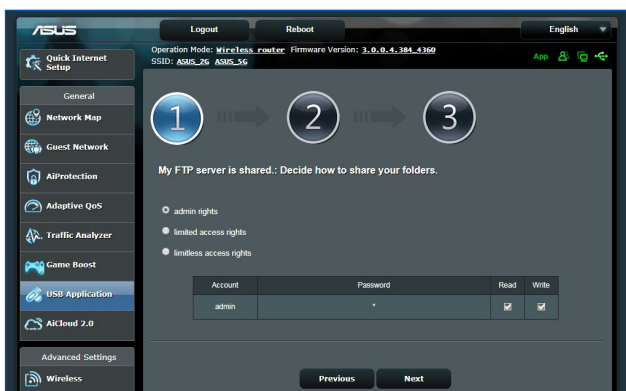 ASUS
Logout
Reboot
English
Quick Internet
Setup
Operation Mode: Wireless router Firmware Version: 3.0.0.4.384_4360
SSID: ASUS_2G ASUS_5G
App
General
Network Map
Guest Network
AiProtection
Adaptive QoS
Traffic Analyzer
Game Boost
USB Application
AiCloud 2.0
Advanced Settings
Wireless
1 2 3
My FTP server is shared.: Decide how to share your folders.
admin rights
limited access rights
limitless access rights
Account Password Read Write
admin *
Previous Next